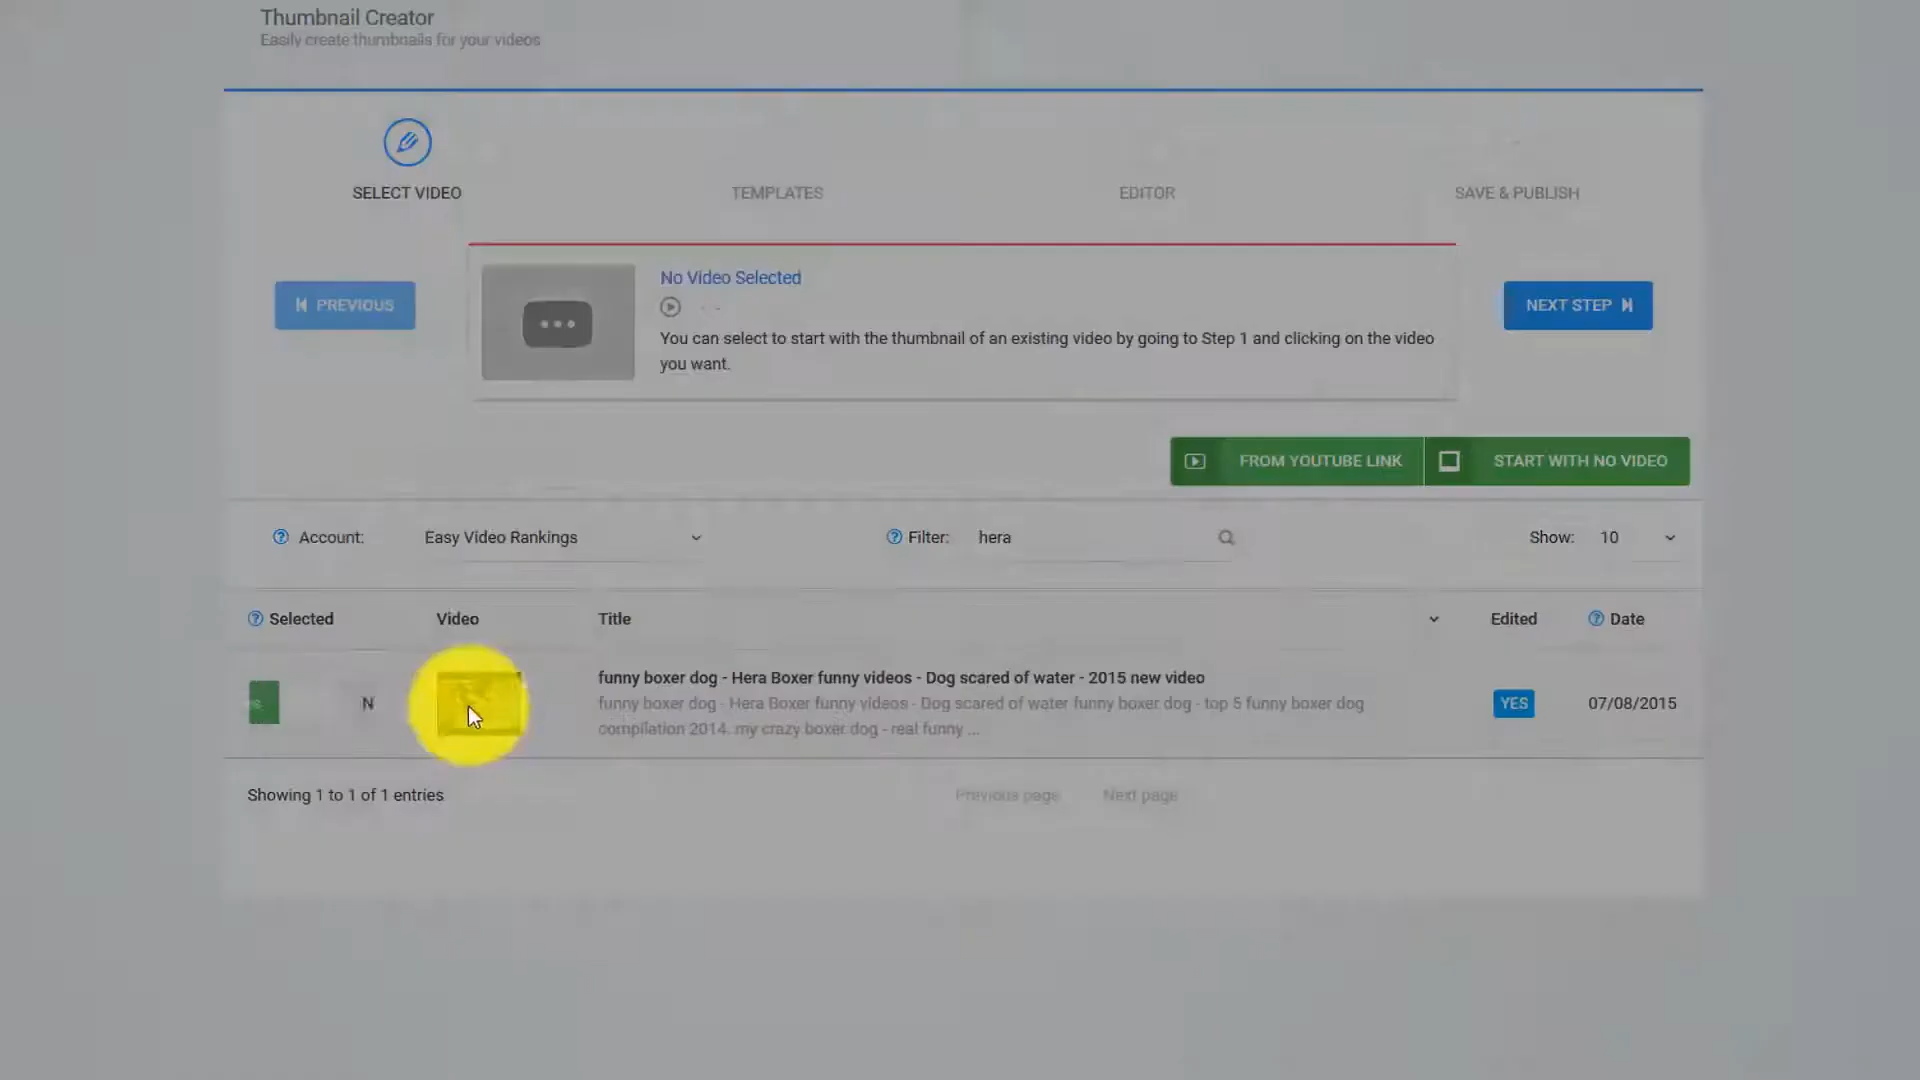 Thumbnail Creator
Easily create thumbnails for your videos
SELECT VIDEO
TEMPLATES
EDITOR
SAVE & PUBLISH
PREVIOUS
No Video Selected
- -
You can select to start with the thumbnail of an existing video by going to Step 1 and clicking on the video
you want.
NEXT STEP
FROM YOUTUBE LINK
START WITH NO VIDEO
Account:
Easy Video Rankings
Filter:
hera
Show:
10
Selected
Video
Title
Edited
Date
N
funny boxer dog - Hera Boxer funny videos - Dog scared of water - 2015 new video
funny boxer dog - Hera Boxer funny videos - Dog scared of water funny boxer dog - top 5 funny boxer dog
compilation 2014. my crazy boxer dog - real funny ...
YES
07/08/2015
Showing 1 to 1 of 1 entries
Previous page
Next page